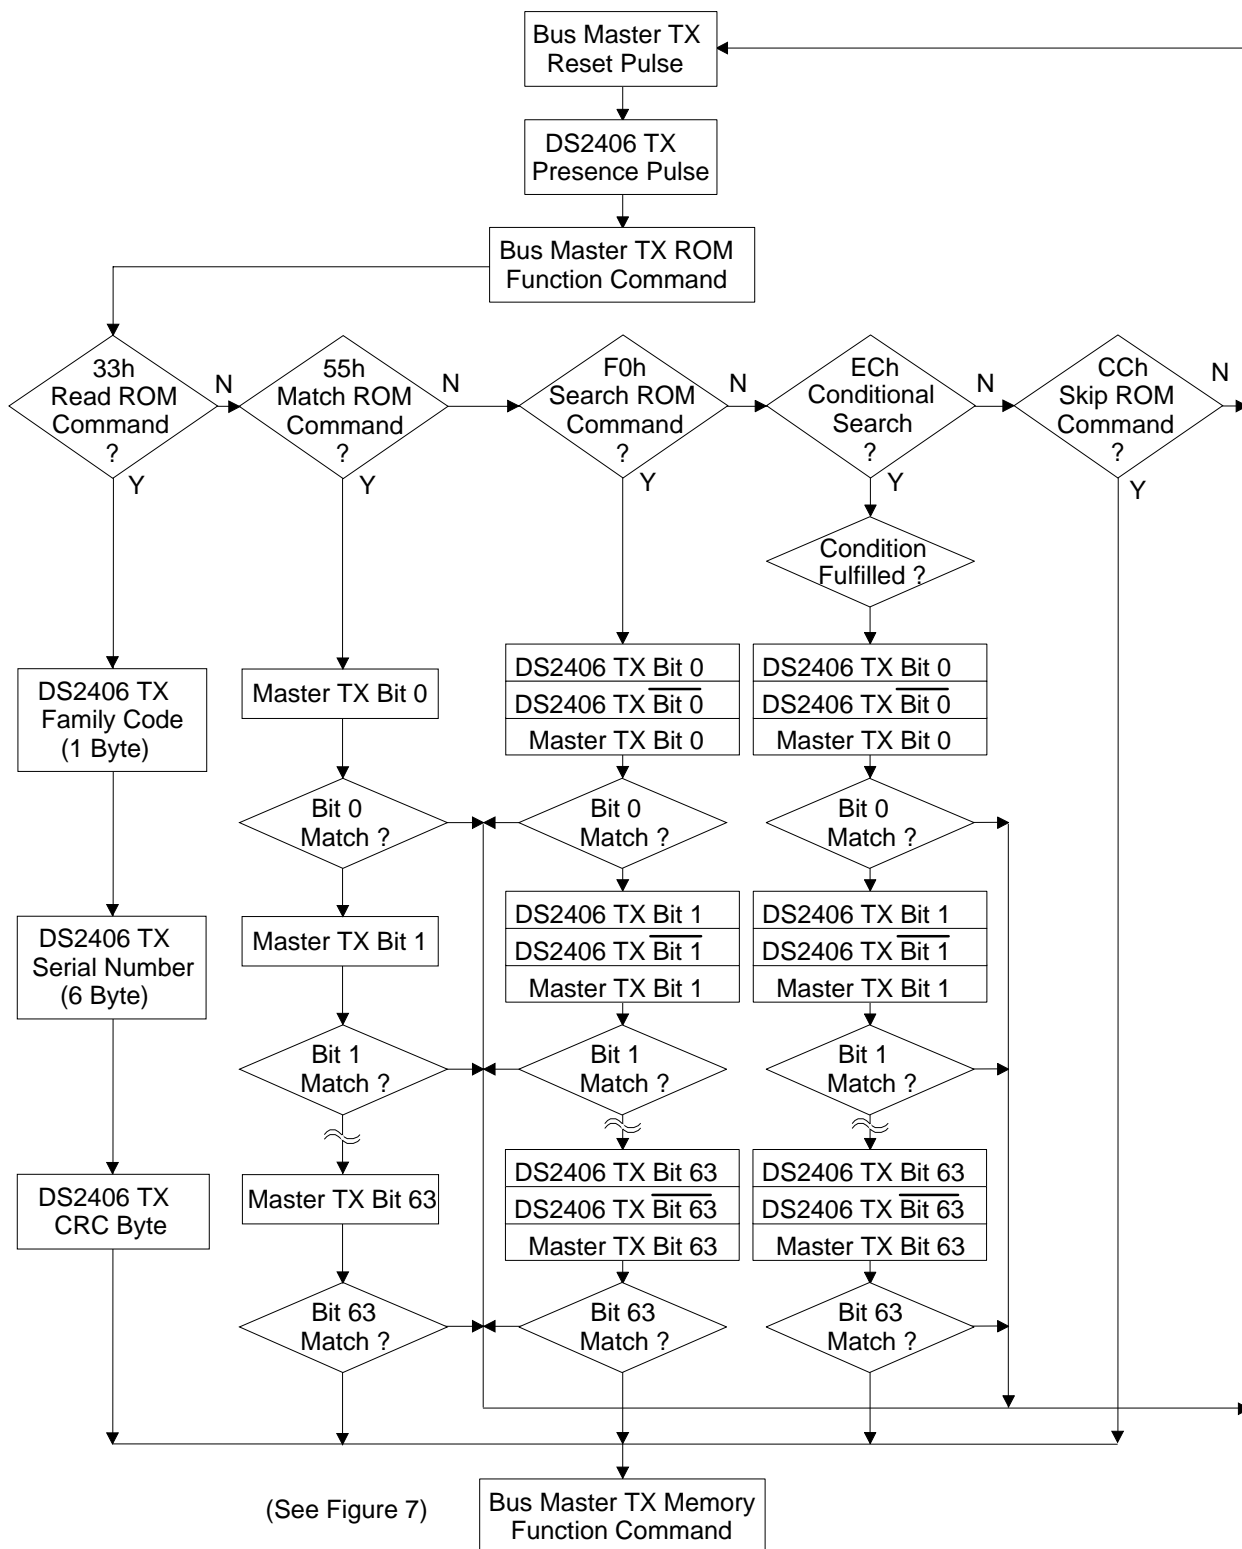 Bus Master TX
Reset Pulse
DS2406 TX
Presence Pulse
Bus Master TX ROM
Function Command
33h
Read ROM
Command
?
N
Y
55h
Match ROM
Command
?
N
Y
F0h
Search ROM
Command
?
N
Y
ECh
Conditional
Search
?
N
Y
CCh
Skip ROM
Command
?
N
Y
Condition
Fulfilled ?
DS2406 TX
Family Code
(1 Byte)
DS2406 TX
Serial Number
(6 Byte)
DS2406 TX
CRC Byte
Master TX Bit 0
Bit 0
Match ?
Master TX Bit 1
Bit 1
Match ?
Master TX Bit 63
Bit 63
Match ?
DS2406 TX Bit 0
DS2406 TX B̅i̅t̅ ̅0̅
Master TX Bit 0
Bit 0
Match ?
DS2406 TX Bit 1
DS2406 TX B̅i̅t̅ ̅1̅
Master TX Bit 1
Bit 1
Match ?
DS2406 TX Bit 63
DS2406 TX B̅i̅t̅ ̅6̅3̅
Master TX Bit 63
Bit 63
Match ?
DS2406 TX Bit 0
DS2406 TX B̅i̅t̅ ̅0̅
Master TX Bit 0
Bit 0
Match ?
DS2406 TX Bit 1
DS2406 TX B̅i̅t̅ ̅1̅
Master TX Bit 1
Bit 1
Match ?
DS2406 TX Bit 63
DS2406 TX B̅i̅t̅ ̅6̅3̅
Master TX Bit 63
Bit 63
Match ?
(See Figure 7)
Bus Master TX Memory
Function Command